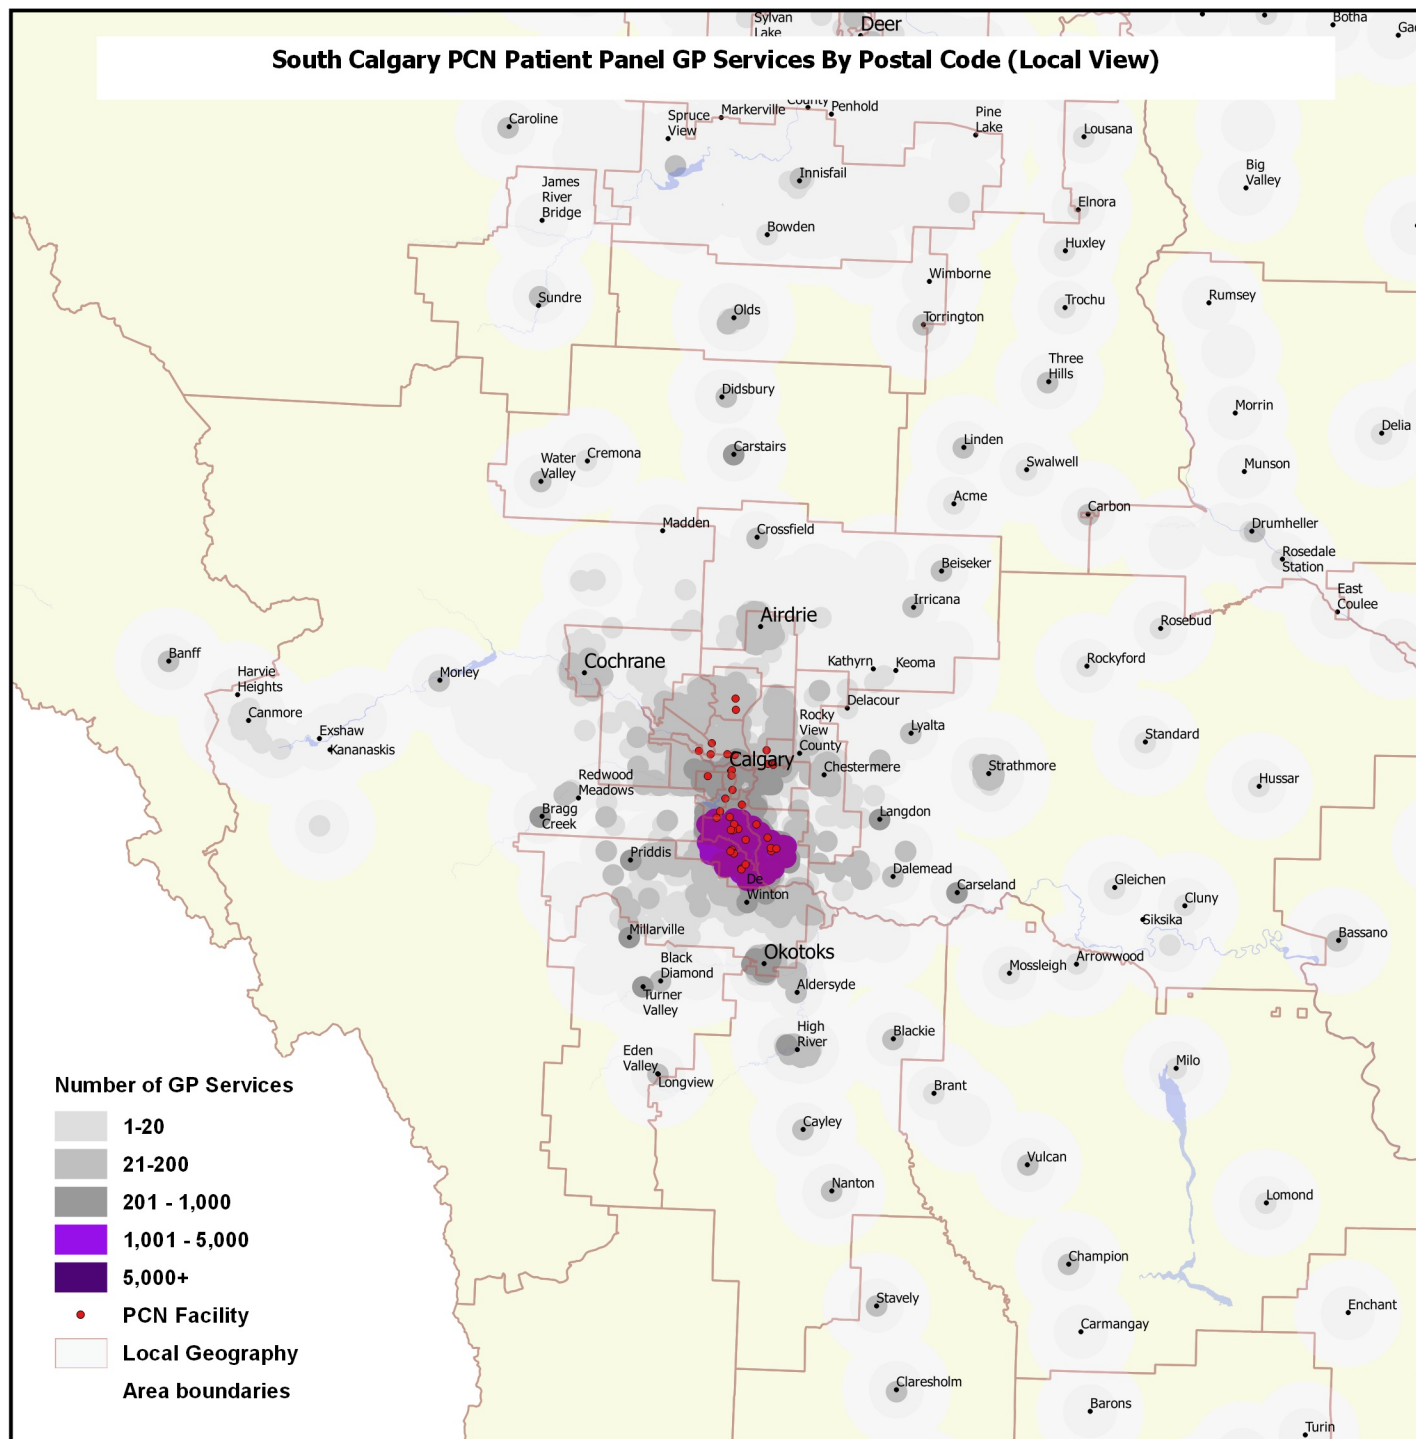 Sylvan
Lake
Deer
Botha
South Calgary PCN Patient Panel GP Services By Postal Code (Local View)
Caroline
Spruce
View
Markerville
County
Penhold
Pine
Lake
Lousana
James
River
Bridge
Innisfail
Big
Valley
Elnora
Bowden
Huxley
Wimborne
Sundre
Olds
Torrington
Trochu
Rumsey
Three
Hills
Didsbury
Morrin
Delia
Water
Valley
Cremona
Carstairs
Linden
Swalwell
Munson
Acme
Carbon
Madden
Crossfield
Drumheller
Rosedale
Station
Beiseker
Irricana
East
Coulee
Airdrie
Rosebud
Banff
Harvie
Heights
Morley
Cochrane
Kathyrn
Keoma
Rockyford
Canmore
Delacour
Exshaw
Kananaskis
Rocky
View
County
Lyalta
Standard
Calgary
Chestermere
Strathmore
Hussar
Redwood
Meadows
Bragg
Creek
Langdon
Priddis
Dalemead
De
Winton
Carseland
Gleichen
Cluny
Siksika
Bassano
Millarville
Black
Diamond
Okotoks
Mossleigh
Arrowwood
Turner
Valley
Aldersyde
High
River
Blackie
Eden
Valley
Longview
Milo
Brant
Cayley
Vulcan
Nanton
Lomond
Champion
Stavely
Carmangay
Enchant
Claresholm
Barons
Turin
Number of GP Services
1-20
21-200
201 - 1,000
1,001 - 5,000
5,000+
PCN Facility
Local Geography
Area boundaries